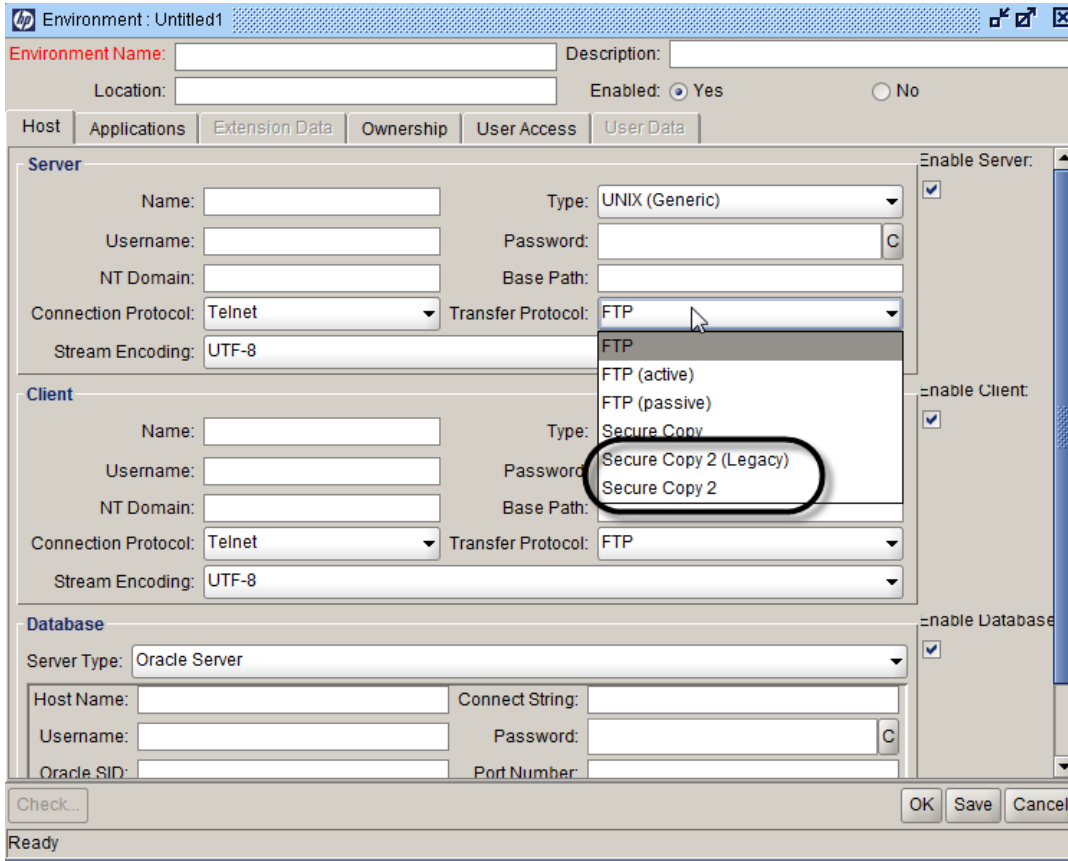 hp Environment : Untitled1
Environment Name: Description:
Location: Enabled: Yes No
Host Applications Extension Data Ownership User Access User Data
Server Enable Server:
Name: Type: UNIX (Generic)
Username: Password: C
NT Domain: Base Path:
Connection Protocol: Telnet Transfer Protocol: FTP
Stream Encoding: UTF-8 FTP
FTP (active)
Client Enable Client:
FTP (passive)
Name: Type: Secure Copy
Username: Password Secure Copy 2 (Legacy)
Secure Copy 2
NT Domain: Base Path:
Connection Protocol: Telnet Transfer Protocol: FTP
Stream Encoding: UTF-8
Database Enable Database
Server Type: Oracle Server
Host Name: Connect String:
Username: Password: C
Oracle SID: Port Number:
Check... OK Save Cancel
Ready